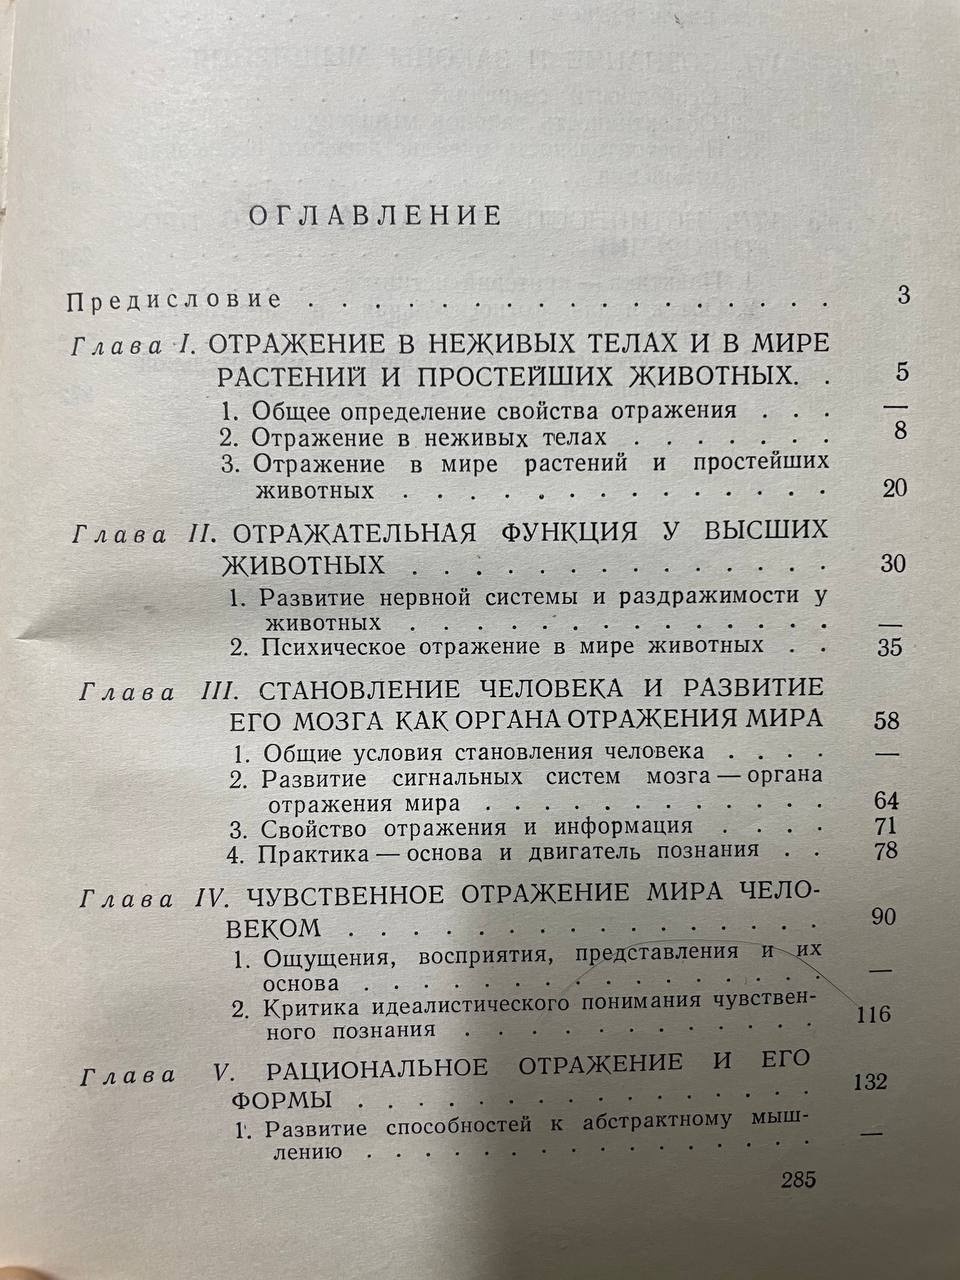 ОГЛАВЛЕНИЕ
Предисловие . . . . . . . . . . . . . . . . 3
Глава I. ОТРАЖЕНИЕ В НЕЖИВЫХ ТЕЛАХ И В МИРЕ
РАСТЕНИЙ И ПРОСТЕЙШИХ ЖИВОТНЫХ. . 5
1. Общее определение свойства отражения . . . —
2. Отражение в неживых телах . . . . . . . 8
3. Отражение в мире растений и простейших
животных . . . . . . . . . . . . . . 20
Глава II. ОТРАЖАТЕЛЬНАЯ ФУНКЦИЯ У ВЫСШИХ
ЖИВОТНЫХ . . . . . . . . . . . . . 30
1. Развитие нервной системы и раздражимости у
животных . . . . . . . . . . . . . —
2. Психическое отражение в мире животных . . 35
Глава III. СТАНОВЛЕНИЕ ЧЕЛОВЕКА И РАЗВИТИЕ
ЕГО МОЗГА КАК ОРГАНА ОТРАЖЕНИЯ МИРА 58
1. Общие условия становления человека . . . . —
2. Развитие сигнальных систем мозга — органа
отражения мира . . . . . . . . . . . . 64
3. Свойство отражения и информация . . . . 71
4. Практика — основа и двигатель познания . . 78
Глава IV. ЧУВСТВЕННОЕ ОТРАЖЕНИЕ МИРА ЧЕЛО-
ВЕКОМ . . . . . . . . . . . . . . . 90
1. Ощущения, восприятия, представления и их
основа . . . . . . . . . . . . . . . —
2. Критика идеалистического понимания чувствен-
ного познания . . . . . . . . . . . . 116
Глава V. РАЦИОНАЛЬНОЕ ОТРАЖЕНИЕ И ЕГО
ФОРМЫ . . . . . . . . . . . . . . . 132
1. Развитие способностей к абстрактному мыш-
лению . . . . . . . . . . . . . . . —
285